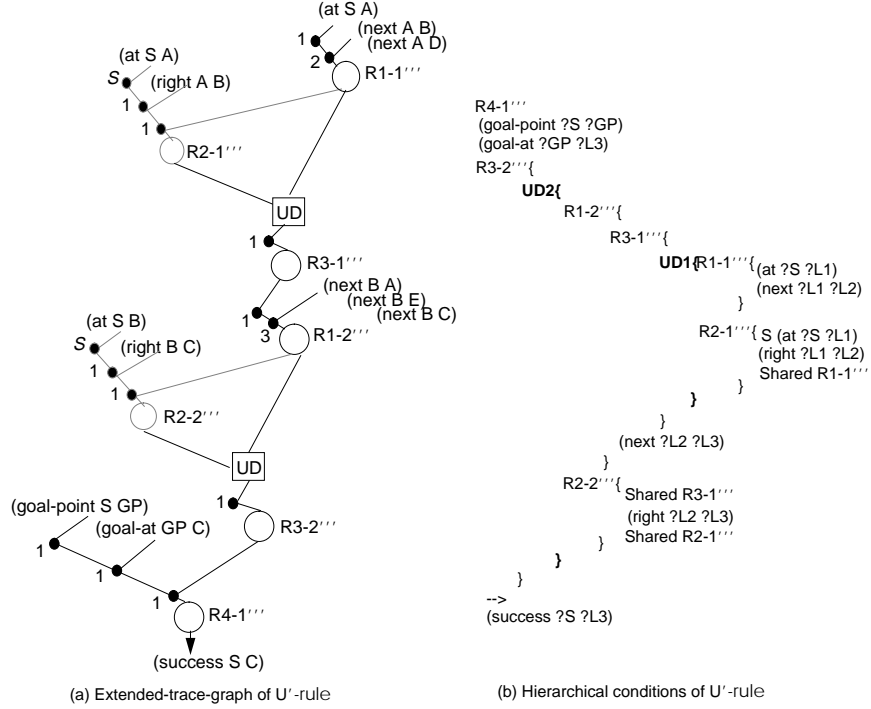 (at S A)
1
(next A B)
(next A D)
2
R1-1′′′
(at S A)
S
(right A B)
1
1
R2-1′′′
UD
1
R3-1′′′
(next B A)
(next B E)
(next B C)
1
3
R1-2′′′
(at S B)
S
(right B C)
1
1
R2-2′′′
UD
1
(goal-point S GP)
(goal-at GP C)
R3-2′′′
1
1
1
R4-1′′′
(success S C)
(a) Extended-trace-graph of U′-rule
R4-1′′′
(goal-point ?S ?GP)
(goal-at ?GP ?L3)
R3-2′′′{
UD2{
R1-2′′′{
R3-1′′′{
UD1{R1-1′′′{ (at ?S ?L1)
(next ?L1 ?L2)
}
R2-1′′′{ S (at ?S ?L1)
(right ?L1 ?L2)
Shared R1-1′′′
}
}
}
(next ?L2 ?L3)
}
R2-2′′′{ Shared R3-1′′′
(right ?L2 ?L3)
Shared R2-1′′′
}
}
}
-->
(success ?S ?L3)
(b) Hierarchical conditions of U′-rule